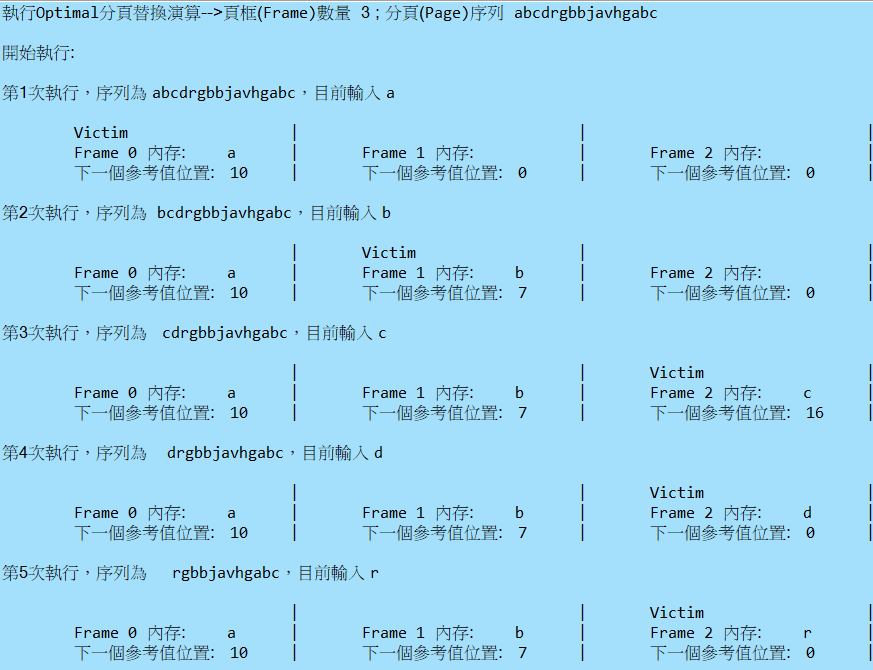 執行Optimal分頁替換演算-->頁框(Frame)數量 3；分頁(Page)序列 abcdrgbbjavhgabc
開始執行:
第1次執行，序列為 abcdrgbbjavhgabc，目前輸入 a
Victim | | |
Frame 0 內存: a | Frame 1 內存: | Frame 2 內存: |
下一個參考值位置: 10 | 下一個參考值位置: 0 | 下一個參考值位置: 0 |
第2次執行，序列為 bcdrgbbjavhgabc，目前輸入 b
| Victim | |
Frame 0 內存: a | Frame 1 內存: b | Frame 2 內存: |
下一個參考值位置: 10 | 下一個參考值位置: 7 | 下一個參考值位置: 0 |
第3次執行，序列為 cdrgbbjavhgabc，目前輸入 c
| | Victim |
Frame 0 內存: a | Frame 1 內存: b | Frame 2 內存: c |
下一個參考值位置: 10 | 下一個參考值位置: 7 | 下一個參考值位置: 16 |
第4次執行，序列為 drgbbjavhgabc，目前輸入 d
| | Victim |
Frame 0 內存: a | Frame 1 內存: b | Frame 2 內存: d |
下一個參考值位置: 10 | 下一個參考值位置: 7 | 下一個參考值位置: 0 |
第5次執行，序列為 rgbbjavhgabc，目前輸入 r
| | Victim |
Frame 0 內存: a | Frame 1 內存: b | Frame 2 內存: r |
下一個參考值位置: 10 | 下一個參考值位置: 7 | 下一個參考值位置: 0 |